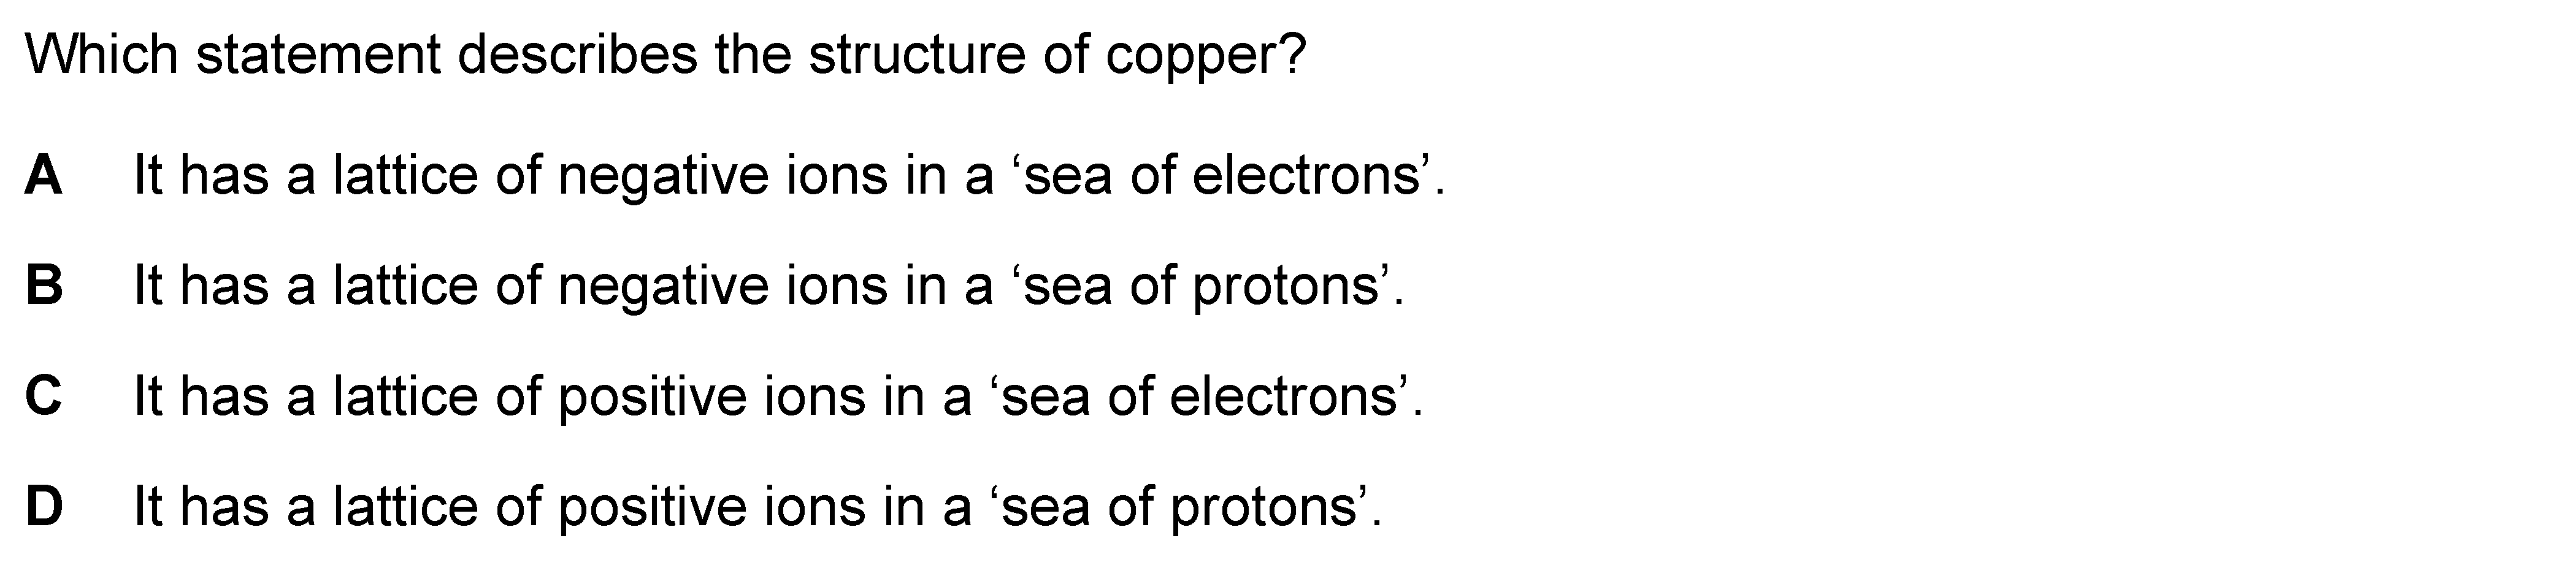 Which statement describes the structure of copper?
A It has a lattice of negative ions in a ‘sea of electrons’.
B It has a lattice of negative ions in a ‘sea of protons’.
C It has a lattice of positive ions in a ‘sea of electrons’.
D It has a lattice of positive ions in a ‘sea of protons’.